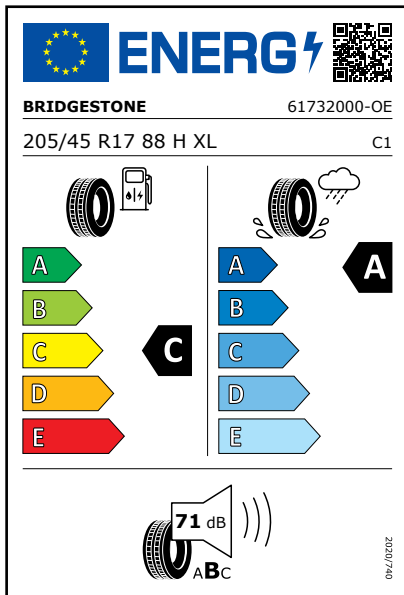 ENERG
BRIDGESTONE 61732000-OE
205/45 R17 88 H XL C1
A A A
B B
C C C
D D
E E
71 dB
ABC
2020/740